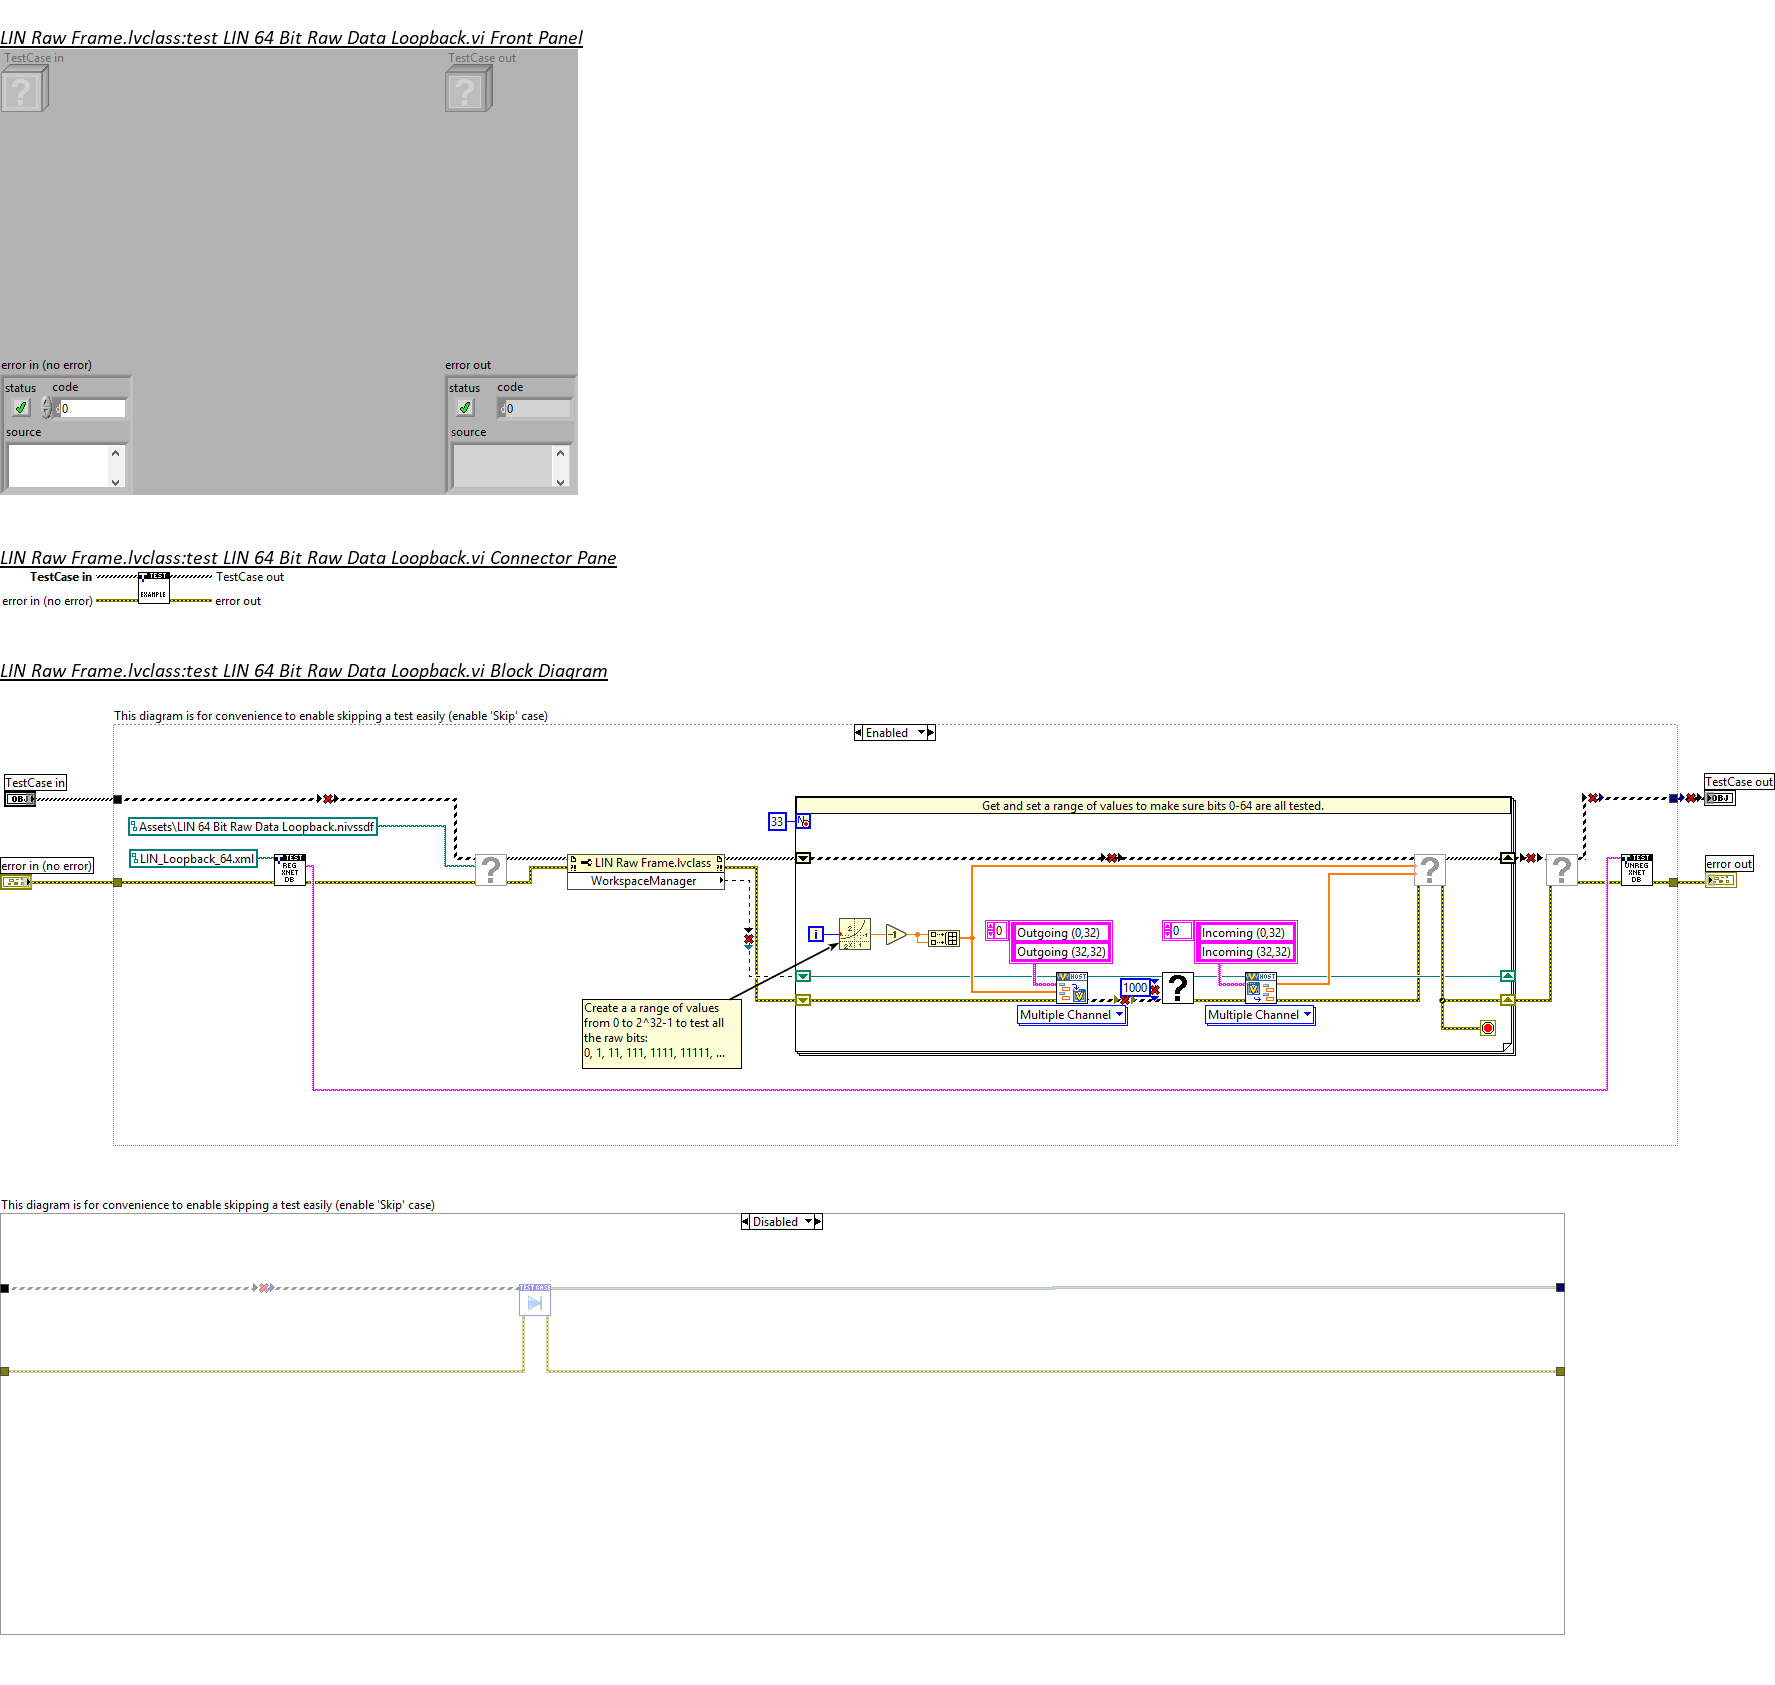 LIN Raw Frame.lvclass:test LIN 64 Bit Raw Data Loopback.vi Front Panel
TestCase in
TestCase out
?
?
error in (no error)
error out
status
code
status
code
d0
d0
source
source
LIN Raw Frame.lvclass:test LIN 64 Bit Raw Data Loopback.vi Connector Pane
TestCase in
TEST
EXAMPLE
TestCase out
error in (no error)
error out
LIN Raw Frame.lvclass:test LIN 64 Bit Raw Data Loopback.vi Block Diagram
This diagram is for convenience to enable skipping a test easily (enable 'Skip' case)
Enabled
TestCase in
OBJ
TestCase out
OBJ
Get and set a range of values to make sure bits 0-64 are all tested.
33
N
Assets\LIN 64 Bit Raw Data Loopback.nivssdf
LIN_Loopback_64.xml
TEST
REG
XNET
DB
error in (no error)
?
LIN Raw Frame.lvclass
WorkspaceManager
?
?
TEST
UNREG
XNET
DB
error out
i
2
2
x
1
-1
-1
0
Outgoing (0,32)
Outgoing (32,32)
0
Incoming (0,32)
Incoming (32,32)
HOST
1000
?
HOST
Multiple Channel
Multiple Channel
Create a a range of values
from 0 to 2^32-1 to test all
the raw bits:
0, 1, 11, 111, 1111, 11111, ...
This diagram is for convenience to enable skipping a test easily (enable 'Skip' case)
Disabled
TEST CASE